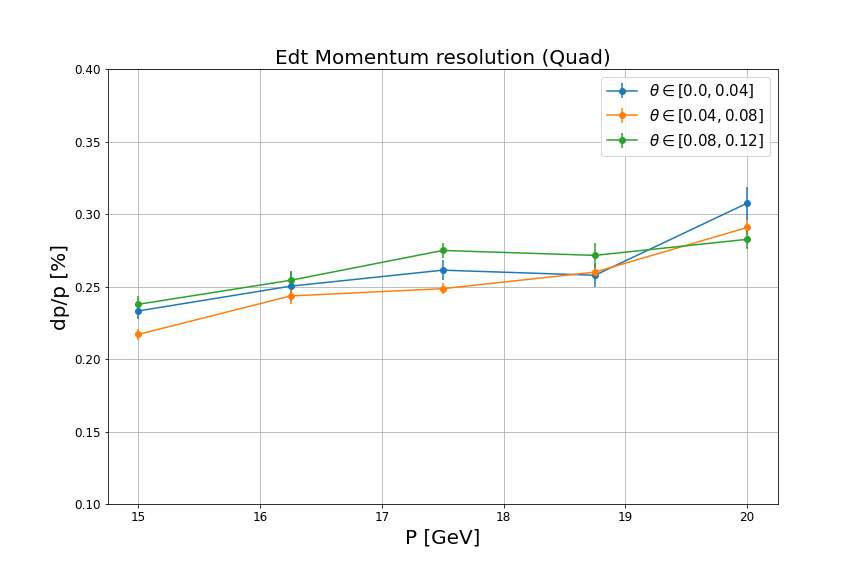 Edt Momentum resolution (Quad)
θ ∈ [0.0, 0.04]
θ ∈ [0.04, 0.08]
θ ∈ [0.08, 0.12]
0.40
0.35
0.30
0.25
0.20
0.15
0.10
dp/p [%]
15 16 17 18 19 20
P [GeV]